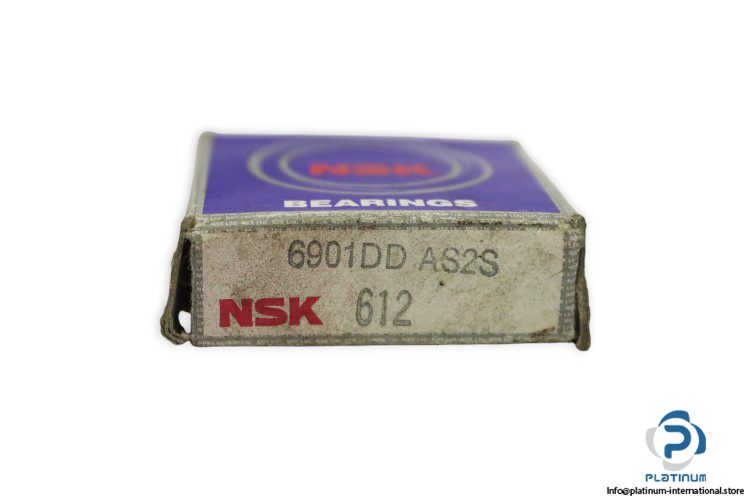 NSK
BEARINGS
6901DD AS2S
NSK 612
PLATINUM
Info@platinum-international.store